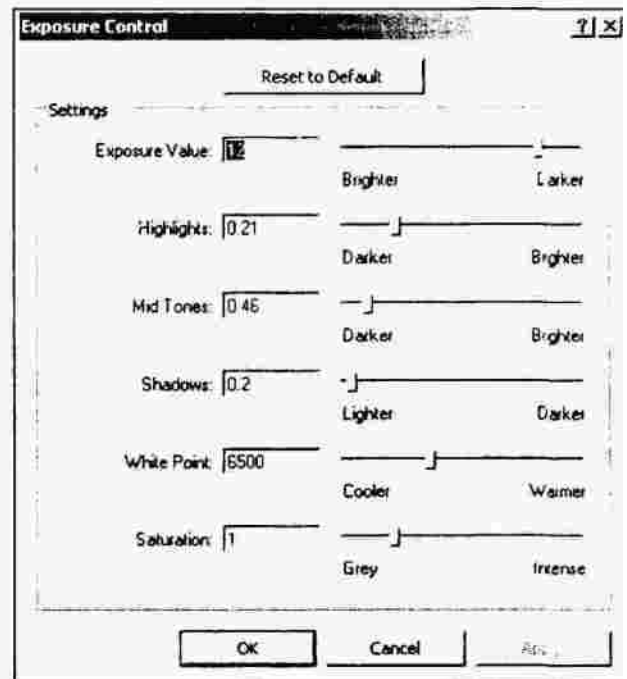 Exposure Control
Reset to Default
Settings
Exposure Value: 12
Brighter Darker
Highlights: 0.21
Darker Brighter
Mid Tones: 0.46
Darker Brighter
Shadows: 0.2
Lighter Darker
White Point: 6500
Cooler Warmer
Saturation: 1
Grey Intense
OK Cancel